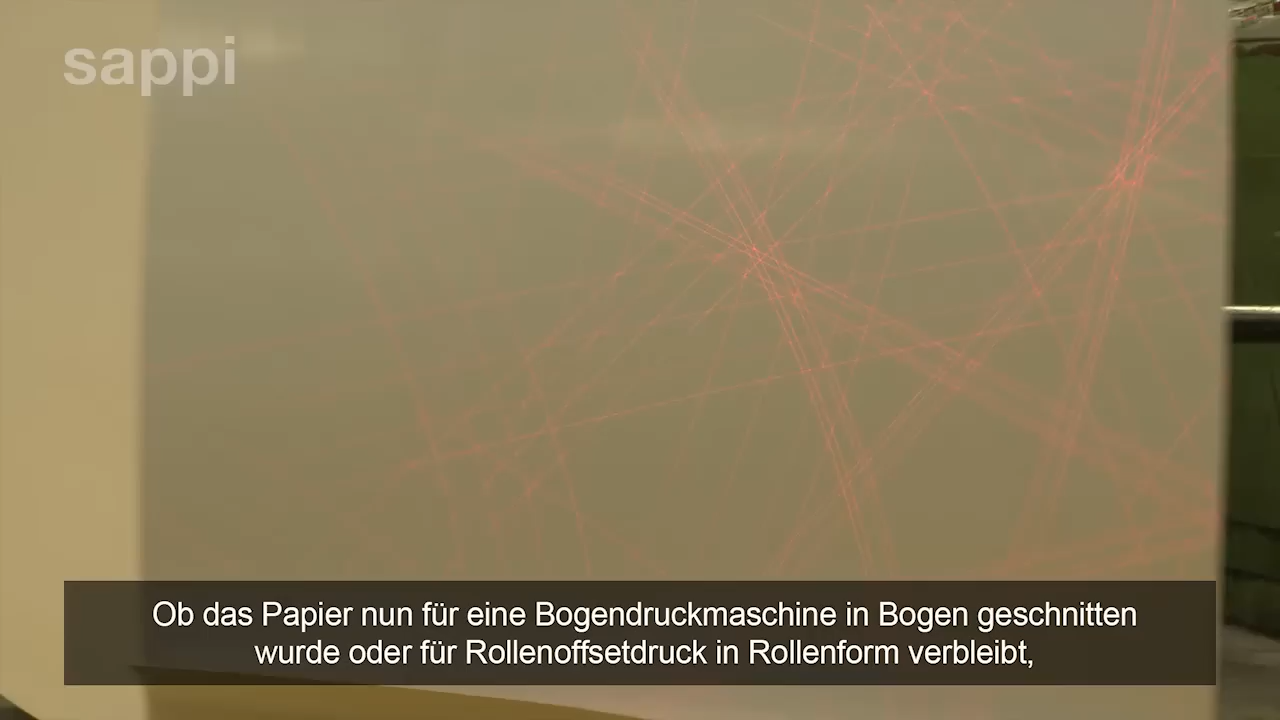 sappi
Ob das Papier nun für eine Bogendruckmaschine in Bogen geschnitten
wurde oder für Rollenoffsetdruck in Rollenform verbleibt,